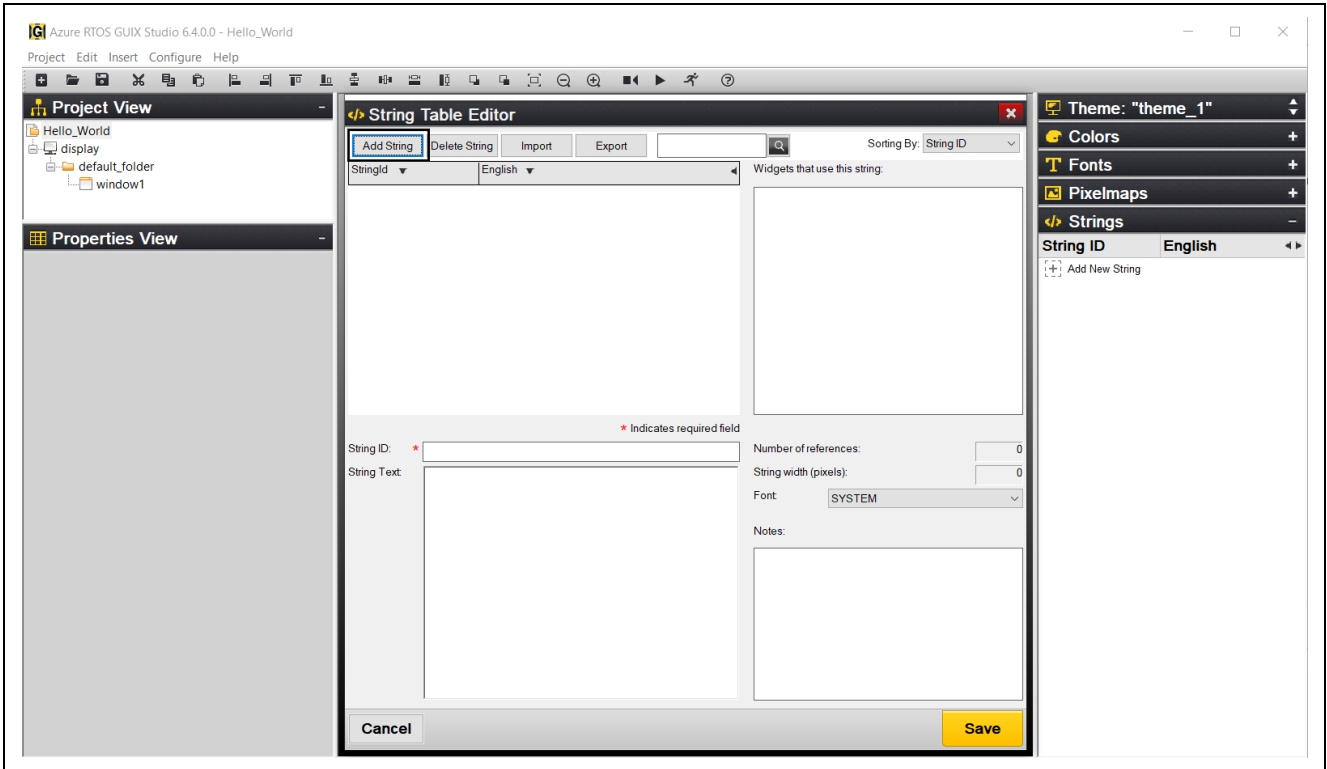 Azure RTOS GUIX Studio 6.4.0.0 - Hello_World
Project Edit Insert Configure Help
Project View
Hello_World
display
default_folder
window1
Properties View
</> String Table Editor
Add String Delete String Import Export Sorting By: String ID
StringId English Widgets that use this string:
* Indicates required field
String ID: * Number of references: 0
String Text: String width (pixels): 0
Font: SYSTEM
Notes:
Cancel Save
Theme: "theme_1"
Colors +
T Fonts +
Pixelmaps +
</> Strings -
String ID English
Add New String